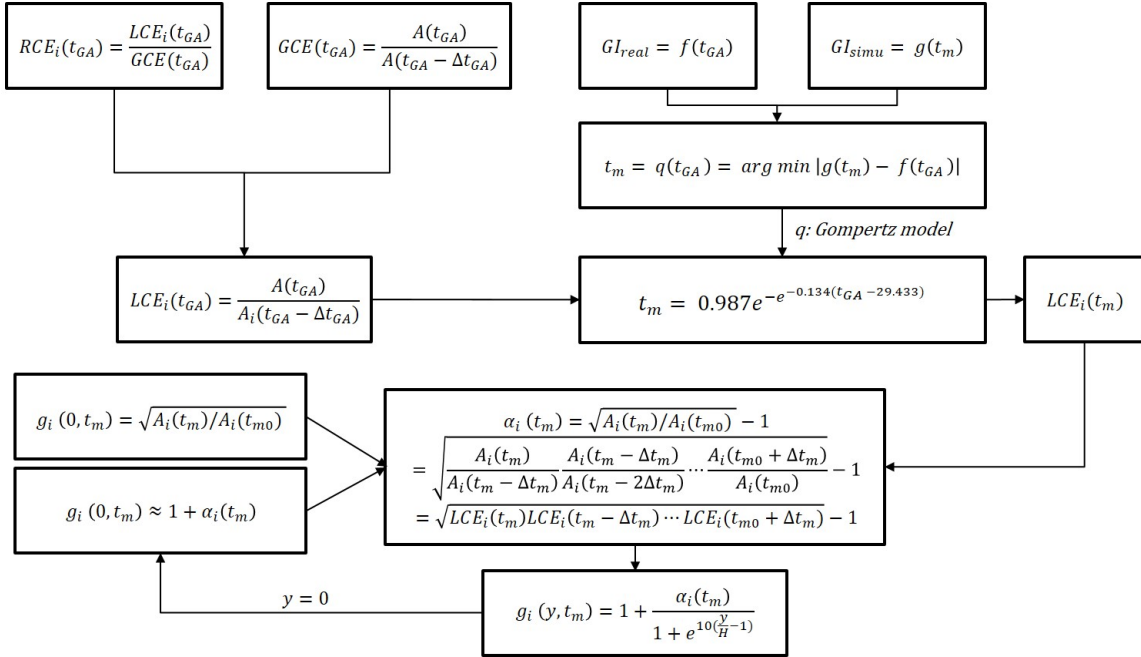 RCE_i(t_GA) = LCE_i(t_GA) / GCE(t_GA)
GCE(t_GA) = A(t_GA) / A(t_GA − Δt_GA)
GI_real = f(t_GA)
GI_simu = g(t_m)
t_m = q(t_GA) = arg min |g(t_m) − f(t_GA)|
q: Gompertz model
LCE_i(t_GA) = A(t_GA) / A_i(t_GA − Δt_GA)
t_m = 0.987e^{−e^{−0.134(t_GA −29.433)}}
LCE_i(t_m)
g_i (0, t_m) = √(A_i(t_m)/A_i(t_m0))
g_i (0, t_m) ≈ 1 + α_i(t_m)
α_i (t_m) = √(A_i(t_m)/A_i(t_m0)) − 1
= √(A_i(t_m) / A_i(t_m − Δt_m) A_i(t_m − Δt_m) / A_i(t_m − 2Δt_m) ⋯ A_i(t_m0 + Δt_m) / A_i(t_m0)) − 1
= √(LCE_i(t_m)LCE_i(t_m − Δt_m) ⋯ LCE_i(t_m0 + Δt_m)) − 1
y = 0
g_i (y, t_m) = 1 + α_i(t_m) / (1 + e^{10(y/H −1)})